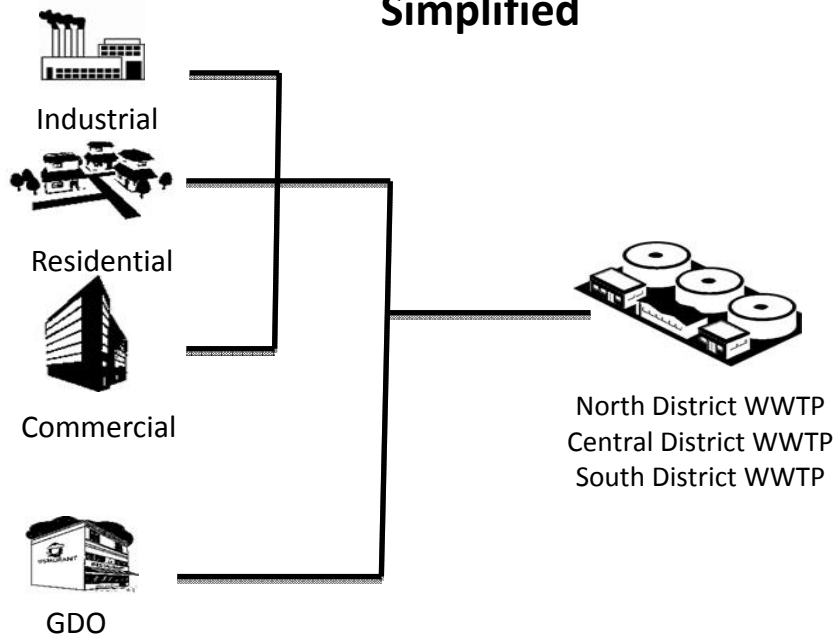 Simplified
Industrial
Residential
Commercial
GDO
North District WWTP
Central District WWTP
South District WWTP